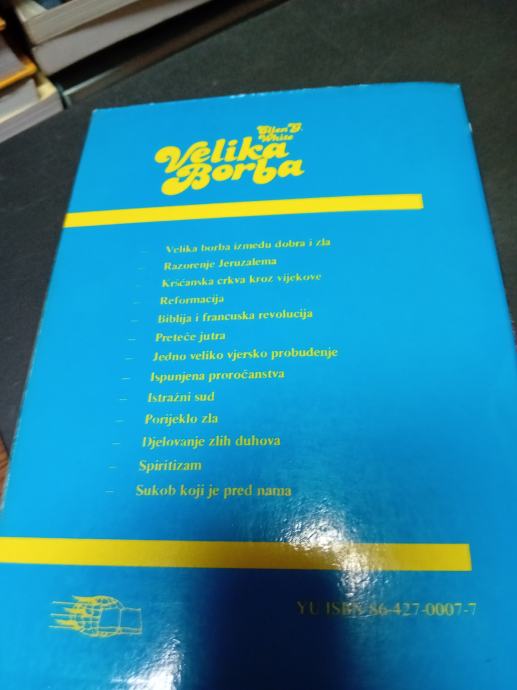 Ellen G.
White
Velika
Borba
– Velika borba između dobra i zla
– Razorenje Jeruzalema
– Kršćanska crkva kroz vijekove
– Reformacija
– Biblija i francuska revolucija
– Preteče jutra
– Jedno veliko vjersko probuđenje
– Ispunjena proročanstva
– Istražni sud
– Porijeklo zla
– Djelovanje zlih duhova
– Spiritizam
– Sukob koji je pred nama
YU ISBN 86-427-0007-7